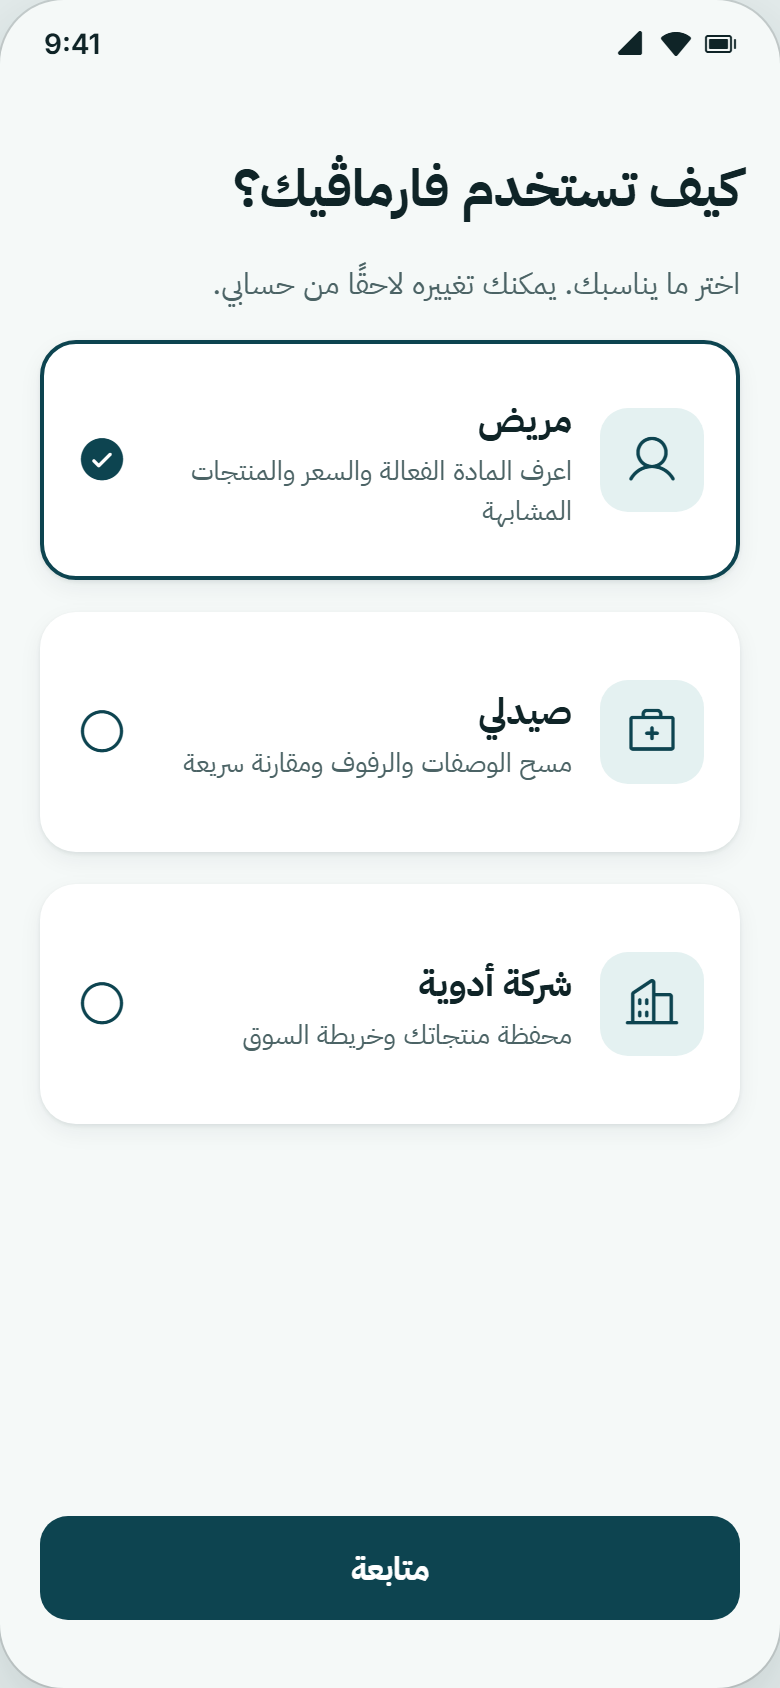 9:41
كيف تستخدم فارماڤيك؟
اختر ما يناسبك. يمكنك تغييره لاحقًا من حسابي.
مريض
اعرف المادة الفعالة والسعر والمنتجات
المشابهة
صيدلي
مسح الوصفات والرفوف ومقارنة سريعة
شركة أدوية
محفظة منتجاتك وخريطة السوق
متابعة